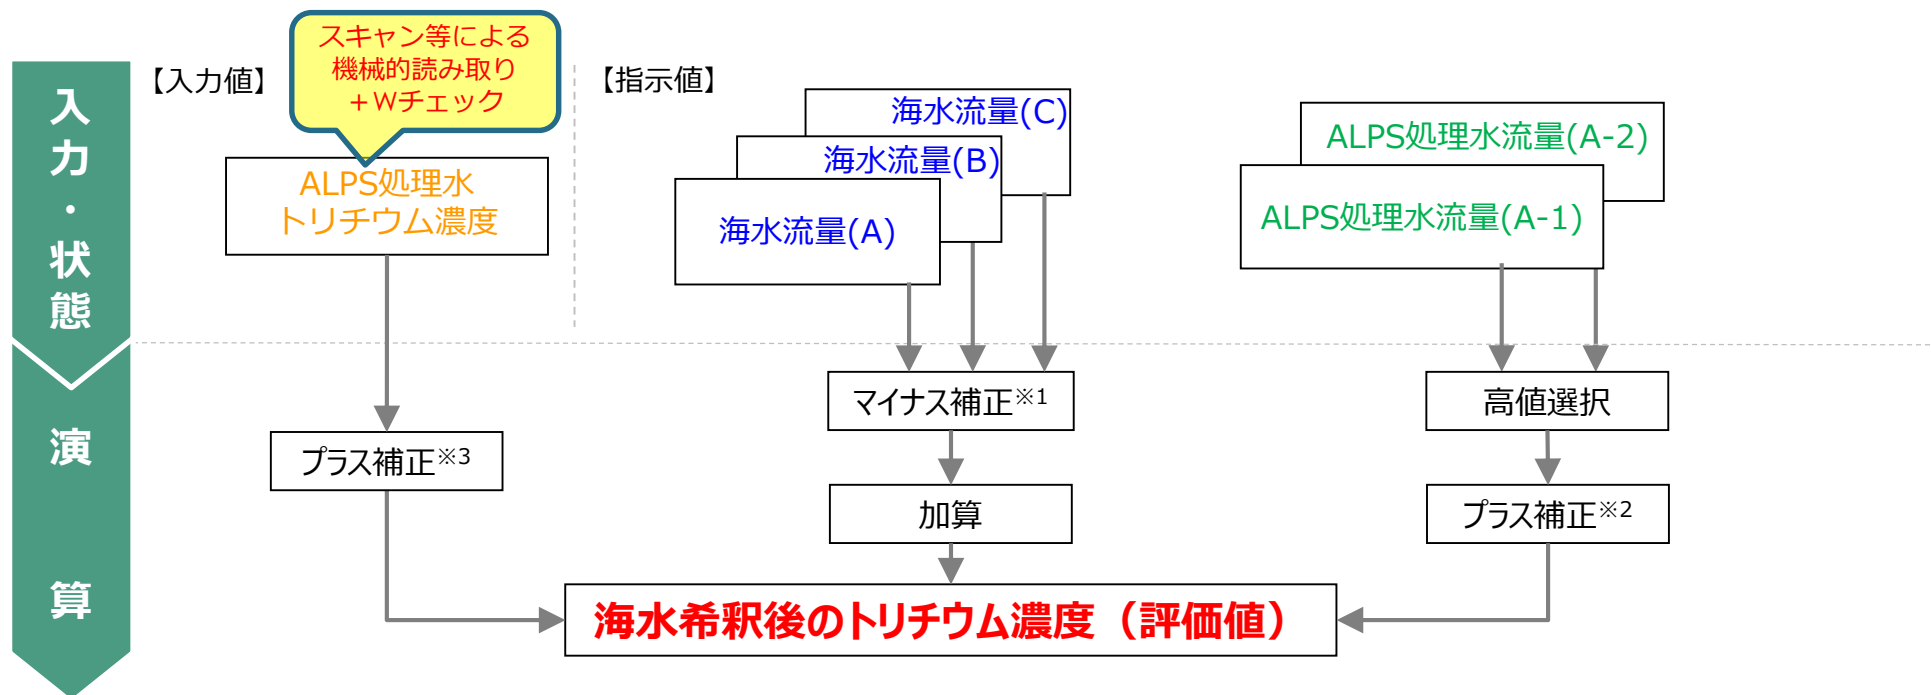 入力・状態
【入力値】
スキャン等による
機械的読み取り
+Wチェック
ALPS処理水
トリチウム濃度
【指示値】
海水流量(C)
海水流量(B)
海水流量(A)
ALPS処理水流量(A-2)
ALPS処理水流量(A-1)
演算
プラス補正※3
マイナス補正※1
加算
高値選択
プラス補正※2
海水希釈後のトリチウム濃度（評価値）